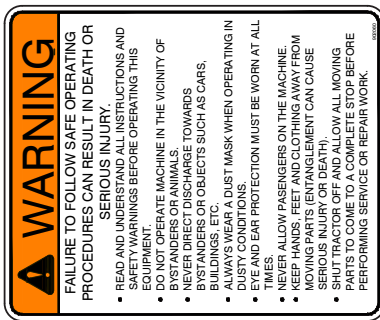 WARNING
FAILURE TO FOLLOW SAFE OPERATING
PROCEDURES CAN RESULT IN DEATH OR
SERIOUS INJURY.
• READ AND UNDERSTAND ALL INSTRUCTIONS AND
SAFETY WARNINGS BEFORE OPERATING THIS
EQUIPMENT.
• DO NOT OPERATE MACHINE IN THE VICINITY OF
BYSTANDERS OR ANIMALS.
• NEVER DIRECT DISCHARGE TOWARDS
BYSTANDERS OR OBJECTS SUCH AS CARS,
BUILDINGS, ETC.
• ALWAYS WEAR A DUST MASK WHEN OPERATING IN
DUSTY CONDITIONS.
• EYE AND EAR PROTECTION MUST BE WORN AT ALL
TIMES.
• NEVER ALLOW PASENGERS ON THE MACHINE.
• KEEP HANDS, FEET AND CLOTHING AWAY FROM
MOVING PARTS (ENTANGLEMENT CAN CAUSE
SERIOUS INJURY OR DEATH).
• SHUT TRACTOR OFF AND ALLOW ALL MOVING
PARTS TO COME TO A COMPLETE STOP BEFORE
PERFORMING SERVICE OR REPAIR WORK.